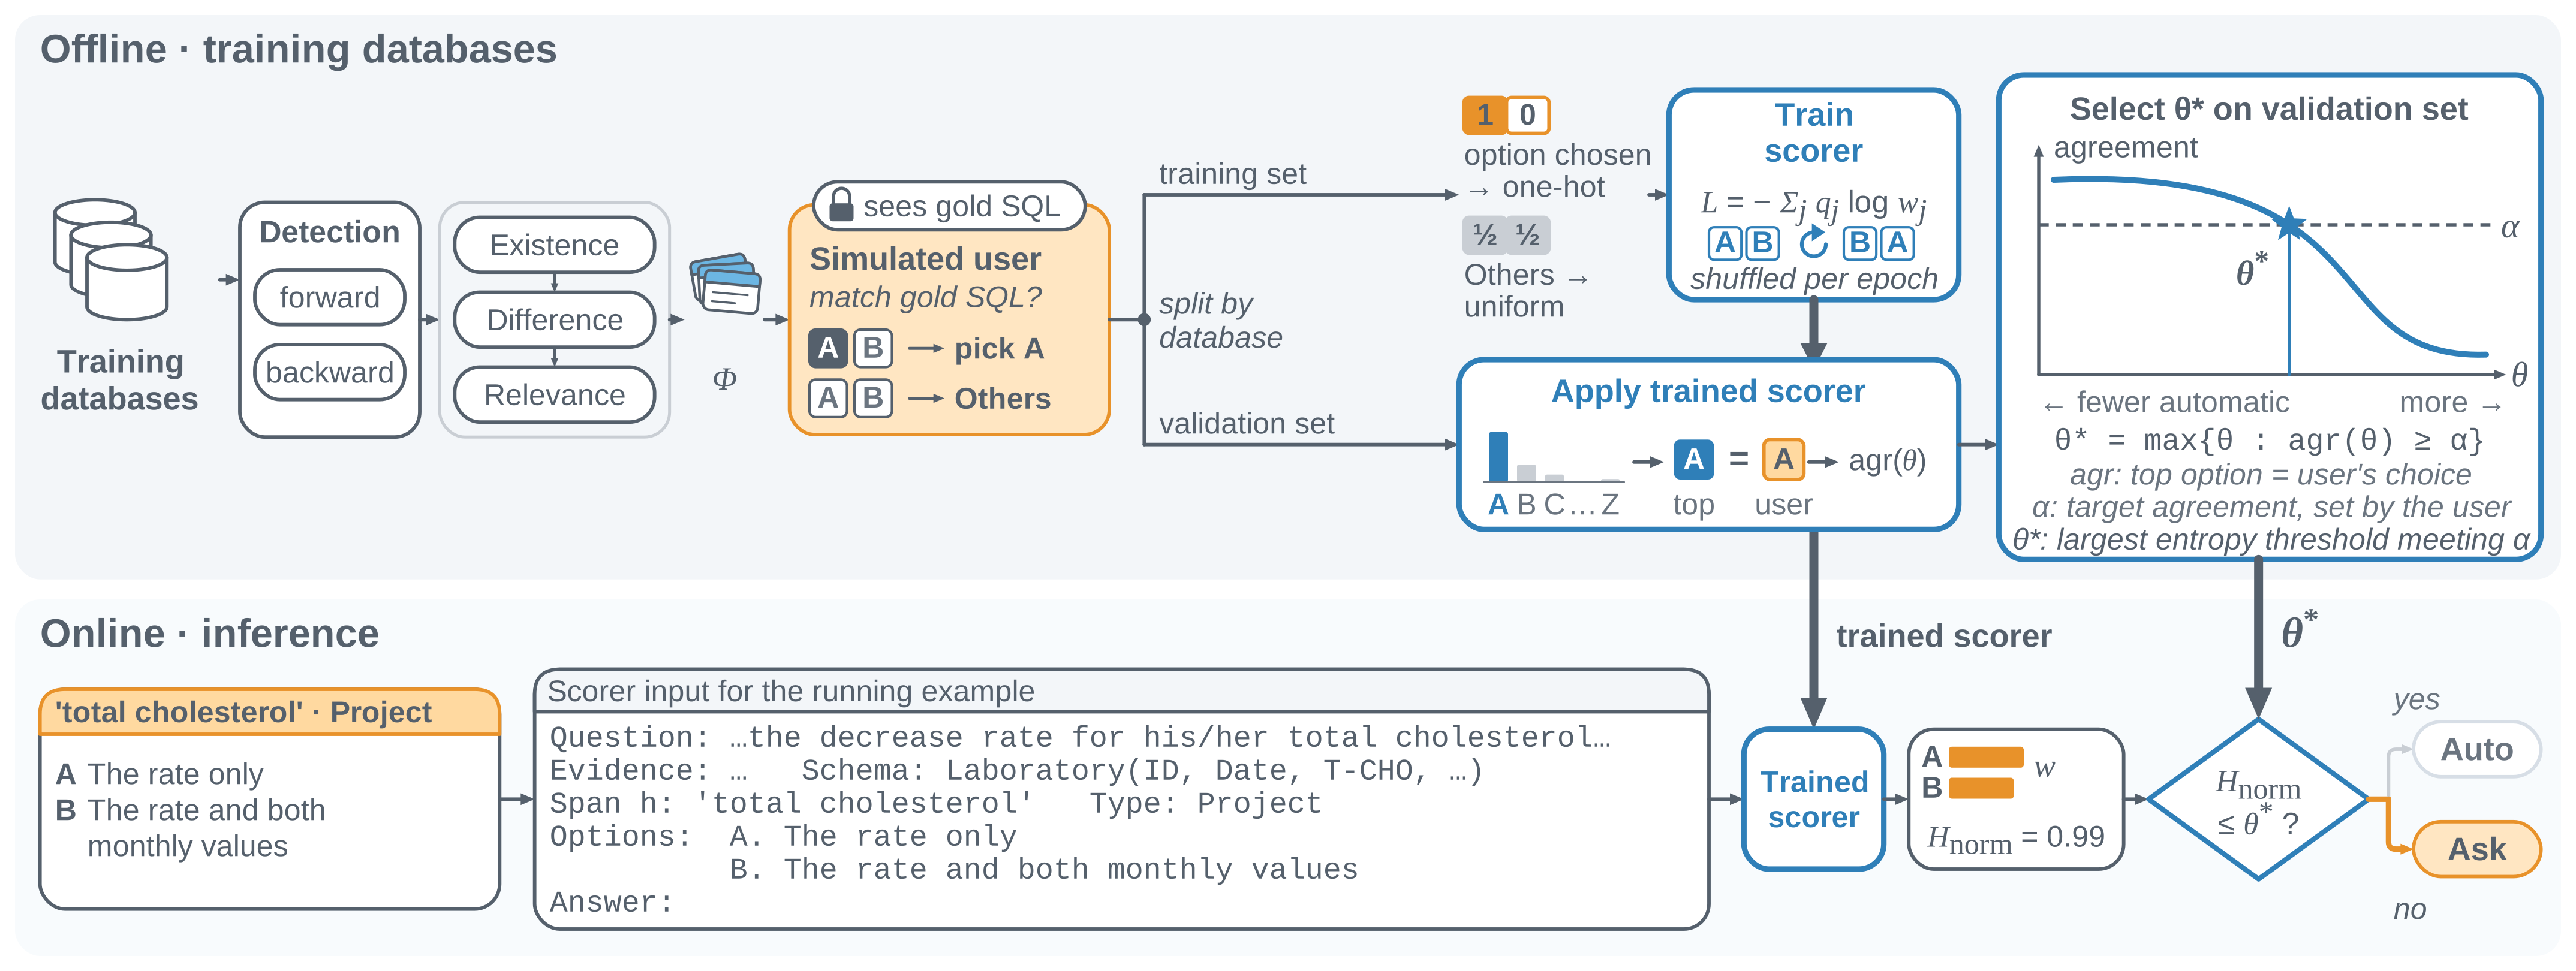 Offline · training databases
Training
databases
Detection
forward
backward
Existence
Difference
Relevance
Φ
sees gold SQL
Simulated user
match gold SQL?
A B → pick A
A B → Others
training set
split by
database
validation set
1 0
option chosen
→ one-hot
½ ½
Others →
uniform
Train
scorer
L = − Σj qj log wj
A B B A
shuffled per epoch
Apply trained scorer
A = A → agr(θ)
A B C … Z top user
Select θ* on validation set
agreement
α
θ*
θ
← fewer automatic more →
θ* = max{θ : agr(θ) ≥ α}
agr: top option = user's choice
α: target agreement, set by the user
θ*: largest entropy threshold meeting α
Online · inference
trained scorer
θ*
'total cholesterol' · Project
A The rate only
B The rate and both
monthly values
Scorer input for the running example
Question: …the decrease rate for his/her total cholesterol…
Evidence: … Schema: Laboratory(ID, Date, T-CHO, …)
Span h: 'total cholesterol' Type: Project
Options: A. The rate only
B. The rate and both monthly values
Answer:
Trained
scorer
A
B
w
Hnorm = 0.99
Hnorm
≤ θ* ?
yes
Auto
Ask
no